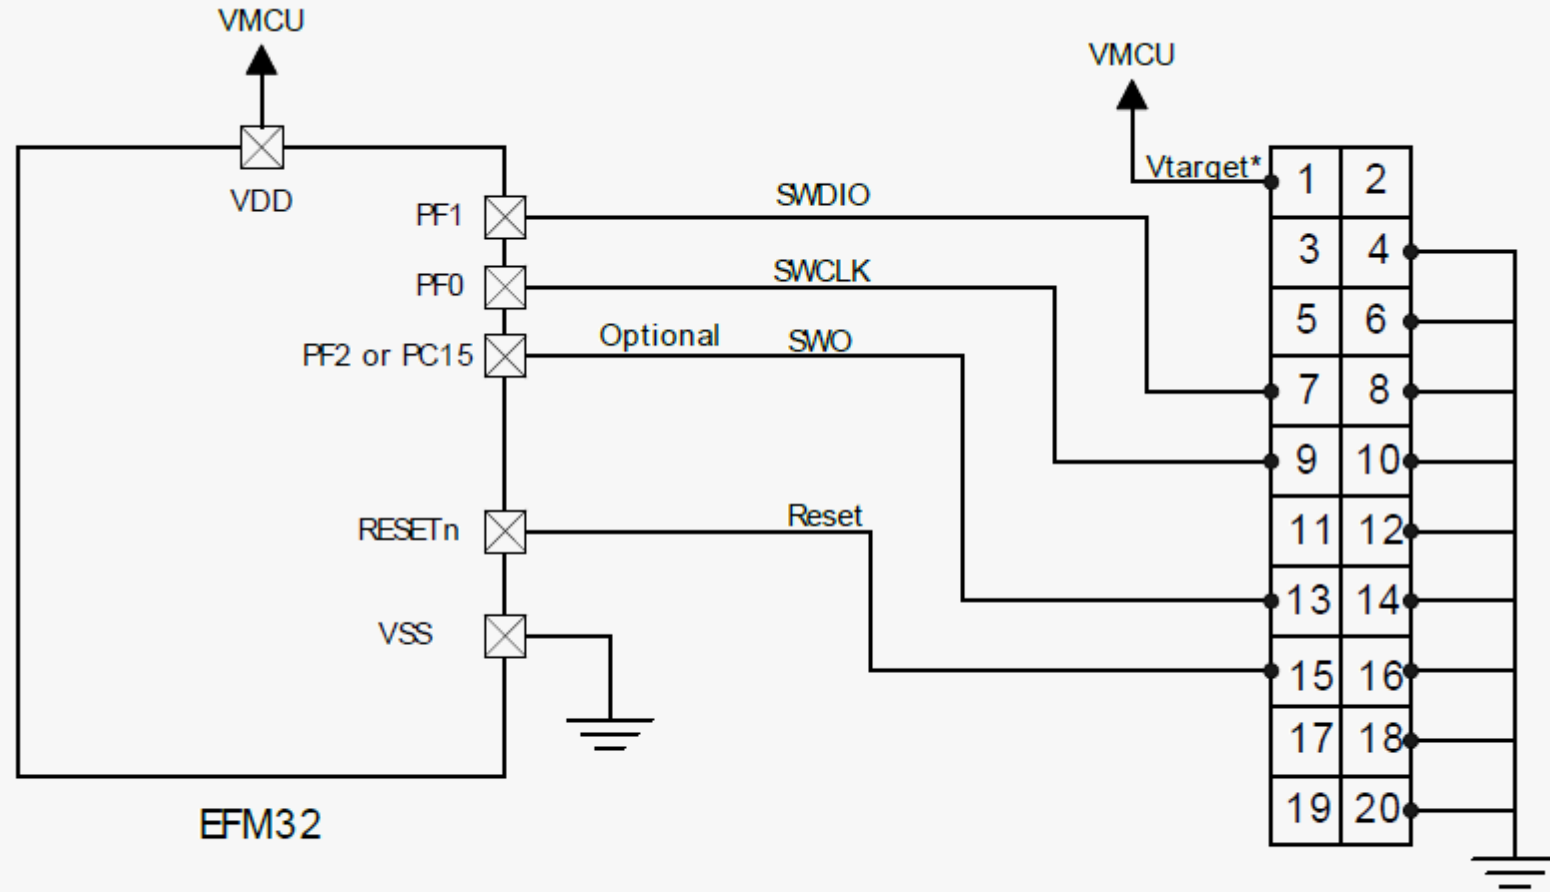 VMCU
VMCU
VDD
Vtarget*
1 2
PF1
SWDIO
3 4
PF0
SWCLK
5 6
PF2 or PC15
Optional
SWO
7 8
9 10
RESETn
Reset
11 12
13 14
VSS
15 16
17 18
19 20
EFM32